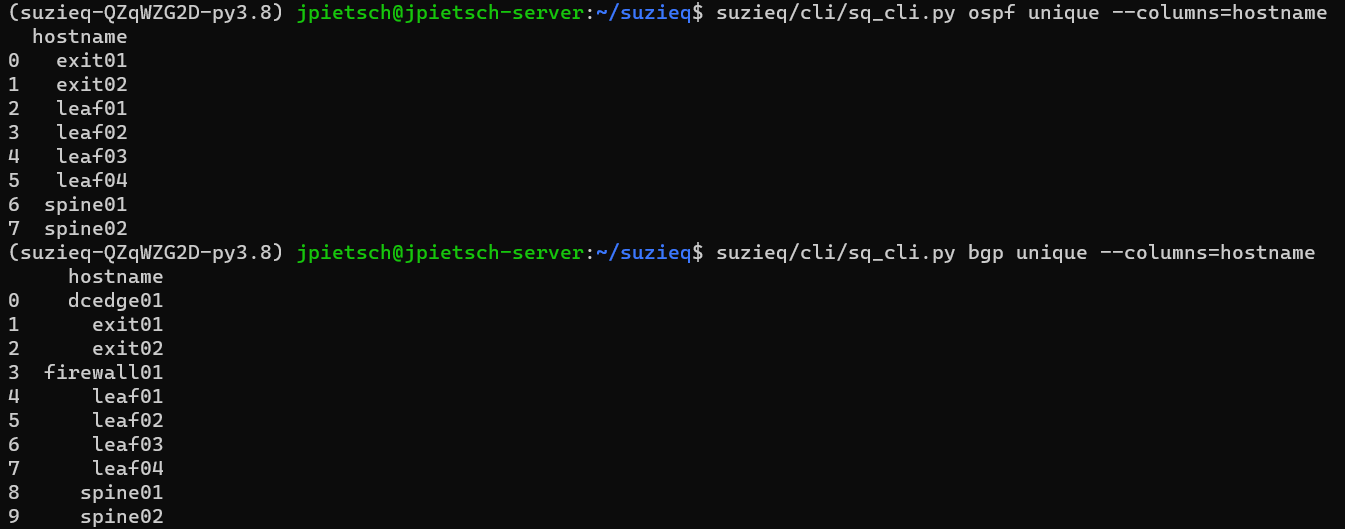 (suzieq-QZqWZG2D-py3.8) jpietsch@jpietsch-server:~/suzieq$ suzieq/cli/sq_cli.py ospf unique --columns=hostname
  hostname
0   exit01
1   exit02
2   leaf01
3   leaf02
4   leaf03
5   leaf04
6  spine01
7  spine02
(suzieq-QZqWZG2D-py3.8) jpietsch@jpietsch-server:~/suzieq$ suzieq/cli/sq_cli.py bgp unique --columns=hostname
     hostname
0    dcedge01
1      exit01
2      exit02
3  firewall01
4      leaf01
5      leaf02
6      leaf03
7      leaf04
8     spine01
9     spine02